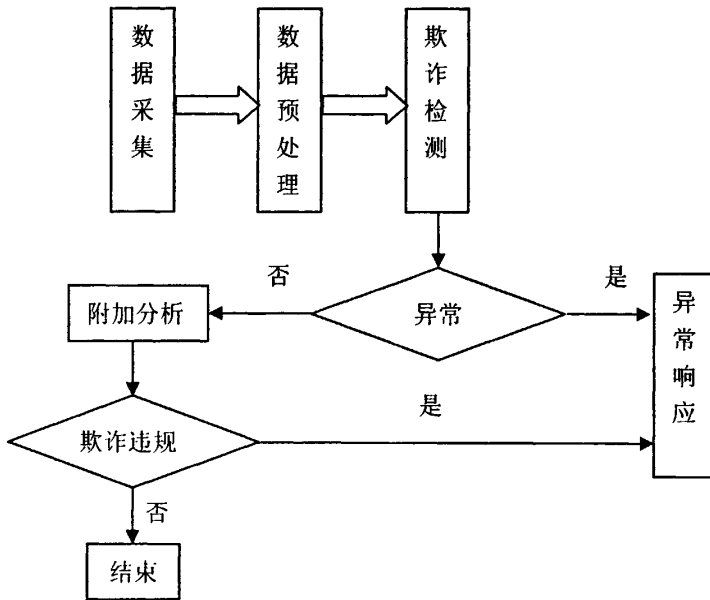 数据采集
数据预处理
欺诈检测
否
是
附加分析
异常
异常响应
是
欺诈违规
否
结束